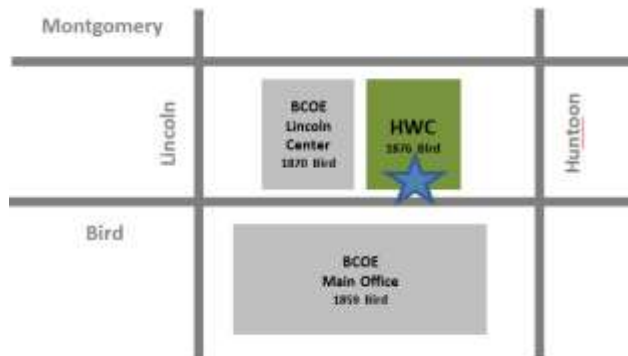 Montgomery
Lincoln
BCOE
Lincoln
Center
1870 Bird
HWC
1876 Bird
Huntoon
Bird
BCOE
Main Office
1859 Bird